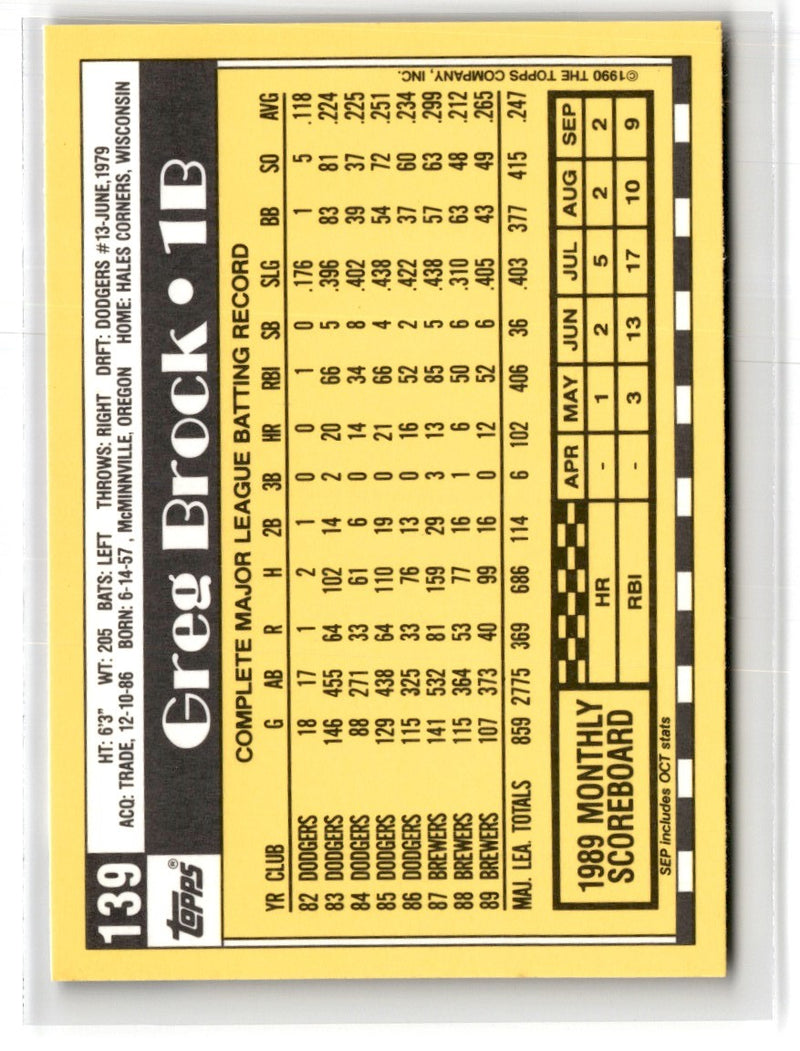 139
HT: 6'3" WT: 205 BATS: LEFT THROWS: RIGHT DRFT: DODGERS #13-JUNE,1979
ACQ: TRADE, 12-10-86 BORN: 6-14-57 , McMINNVILLE, OREGON HOME: HALES CORNERS, WISCONSIN
TOPPS®
Greg Brock • 1B
COMPLETE MAJOR LEAGUE BATTING RECORD
YR CLUB G AB R H 2B 3B HR RBI SB SLG BB SO AVG
82 DODGERS 18 17 1 2 1 0 0 1 0 .176 1 5 .118
83 DODGERS 146 455 64 102 14 2 20 66 5 .396 83 81 .224
84 DODGERS 88 271 33 61 6 0 14 34 8 .402 39 37 .225
85 DODGERS 129 438 64 110 19 0 21 66 4 .438 54 72 .251
86 DODGERS 115 325 33 76 13 0 16 52 2 .422 37 60 .234
87 BREWERS 141 532 81 159 29 3 13 85 5 .438 57 63 .299
88 BREWERS 115 364 53 77 16 1 6 50 6 .310 63 48 .212
89 BREWERS 107 373 40 99 16 0 12 52 6 .405 43 49 .265
MAJ. LEA. TOTALS 859 2775 369 686 114 6 102 406 36 .403 377 415 .247
1989 MONTHLY
SCOREBOARD
APR MAY JUN JUL AUG SEP
HR - 1 2 5 2 2
RBI - 3 13 17 10 9
SEP includes OCT stats
©1990 THE TOPPS COMPANY, INC.